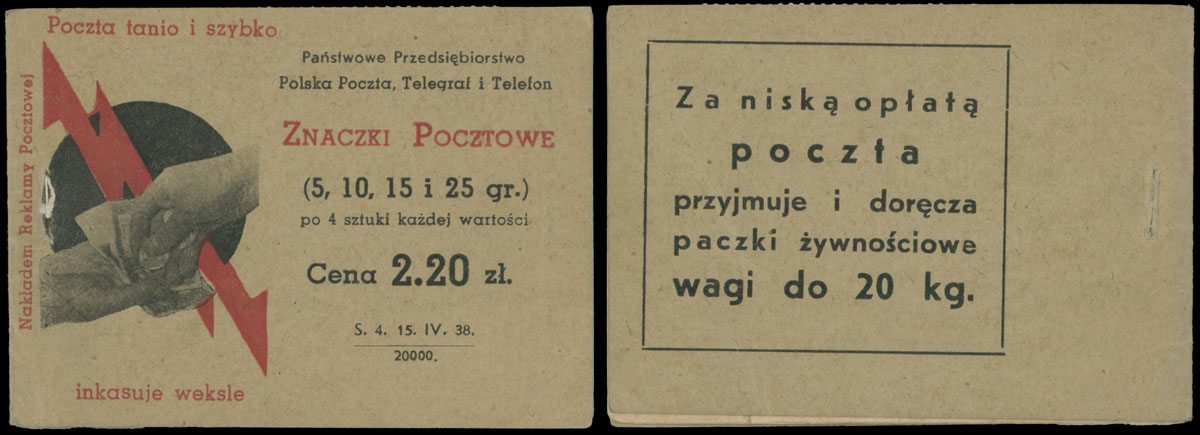 Poczta tanio i szybko
Nakładem Reklamy Pocztowej
inkasuje weksle
Państwowe Przedsiębiorstwo
Polska Poczta, Telegraf i Telefon
ZNACZKI POCZTOWE
(5, 10, 15 i 25 gr.)
po 4 sztuki każdej wartości
Cena 2.20 zł.
S. 4. 15. IV. 38.
20000.
Za niską opłatą
poczta
przyjmuje i doręcza
paczki żywnościowe
wagi do 20 kg.